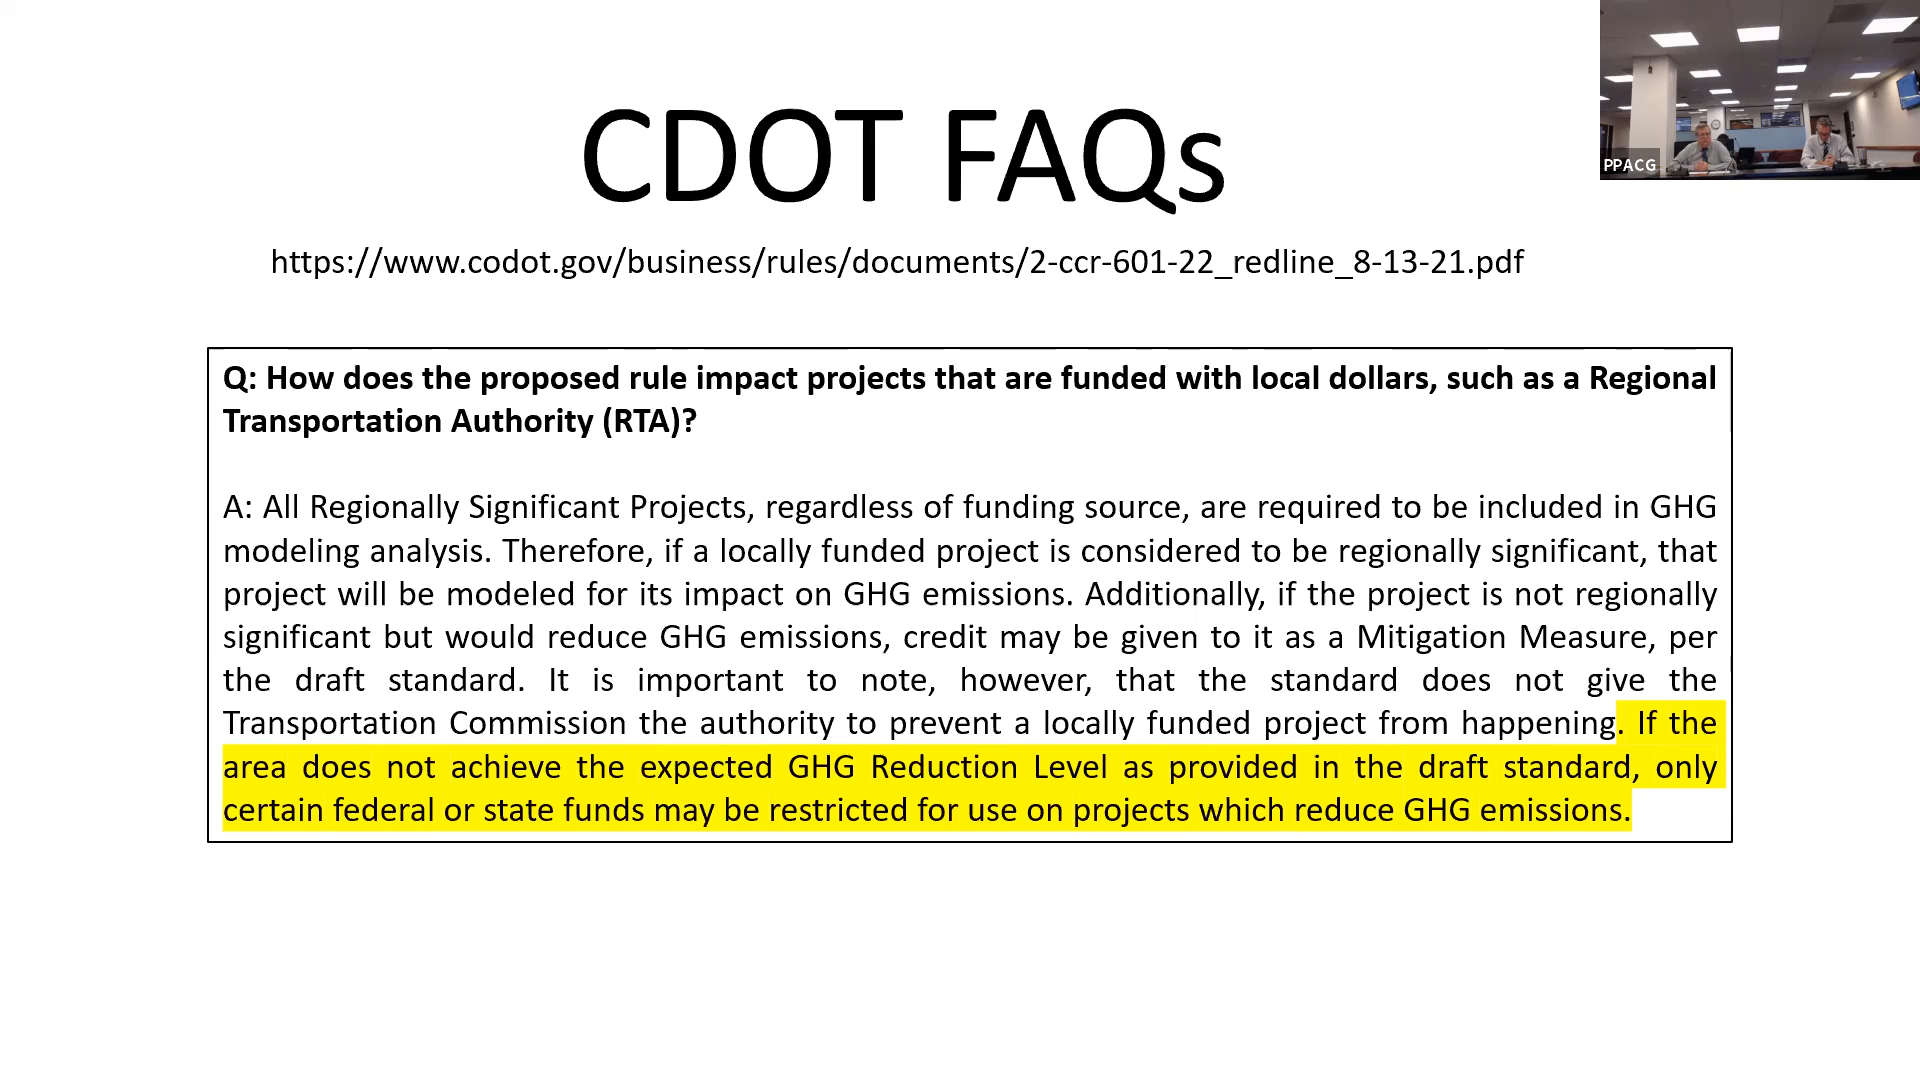 CDOT FAQs
PPACG
https://www.codot.gov/business/rules/documents/2-ccr-601-22_redline_8-13-21.pdf
Q: How does the proposed rule impact projects that are funded with local dollars, such as a Regional
Transportation Authority (RTA)?
A: All Regionally Significant Projects, regardless of funding source, are required to be included in GHG
modeling analysis. Therefore, if a locally funded project is considered to be regionally significant, that
project will be modeled for its impact on GHG emissions. Additionally, if the project is not regionally
significant but would reduce GHG emissions, credit may be given to it as a Mitigation Measure, per
the draft standard. It is important to note, however, that the standard does not give the
Transportation Commission the authority to prevent a locally funded project from happening. If the
area does not achieve the expected GHG Reduction Level as provided in the draft standard, only
certain federal or state funds may be restricted for use on projects which reduce GHG emissions.